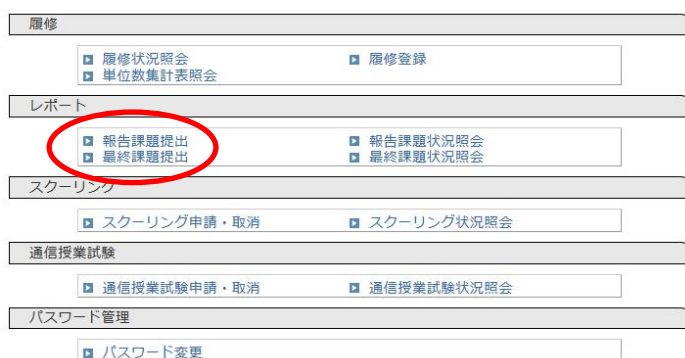 履修
履修状況照会 履修登録
単位数集計表照会
レポート
報告課題提出 報告課題状況照会
最終課題提出 最終課題状況照会
スクーリング
スクーリング申請・取消 スクーリング状況照会
通信授業試験
通信授業試験申請・取消 通信授業試験状況照会
パスワード管理
パスワード変更